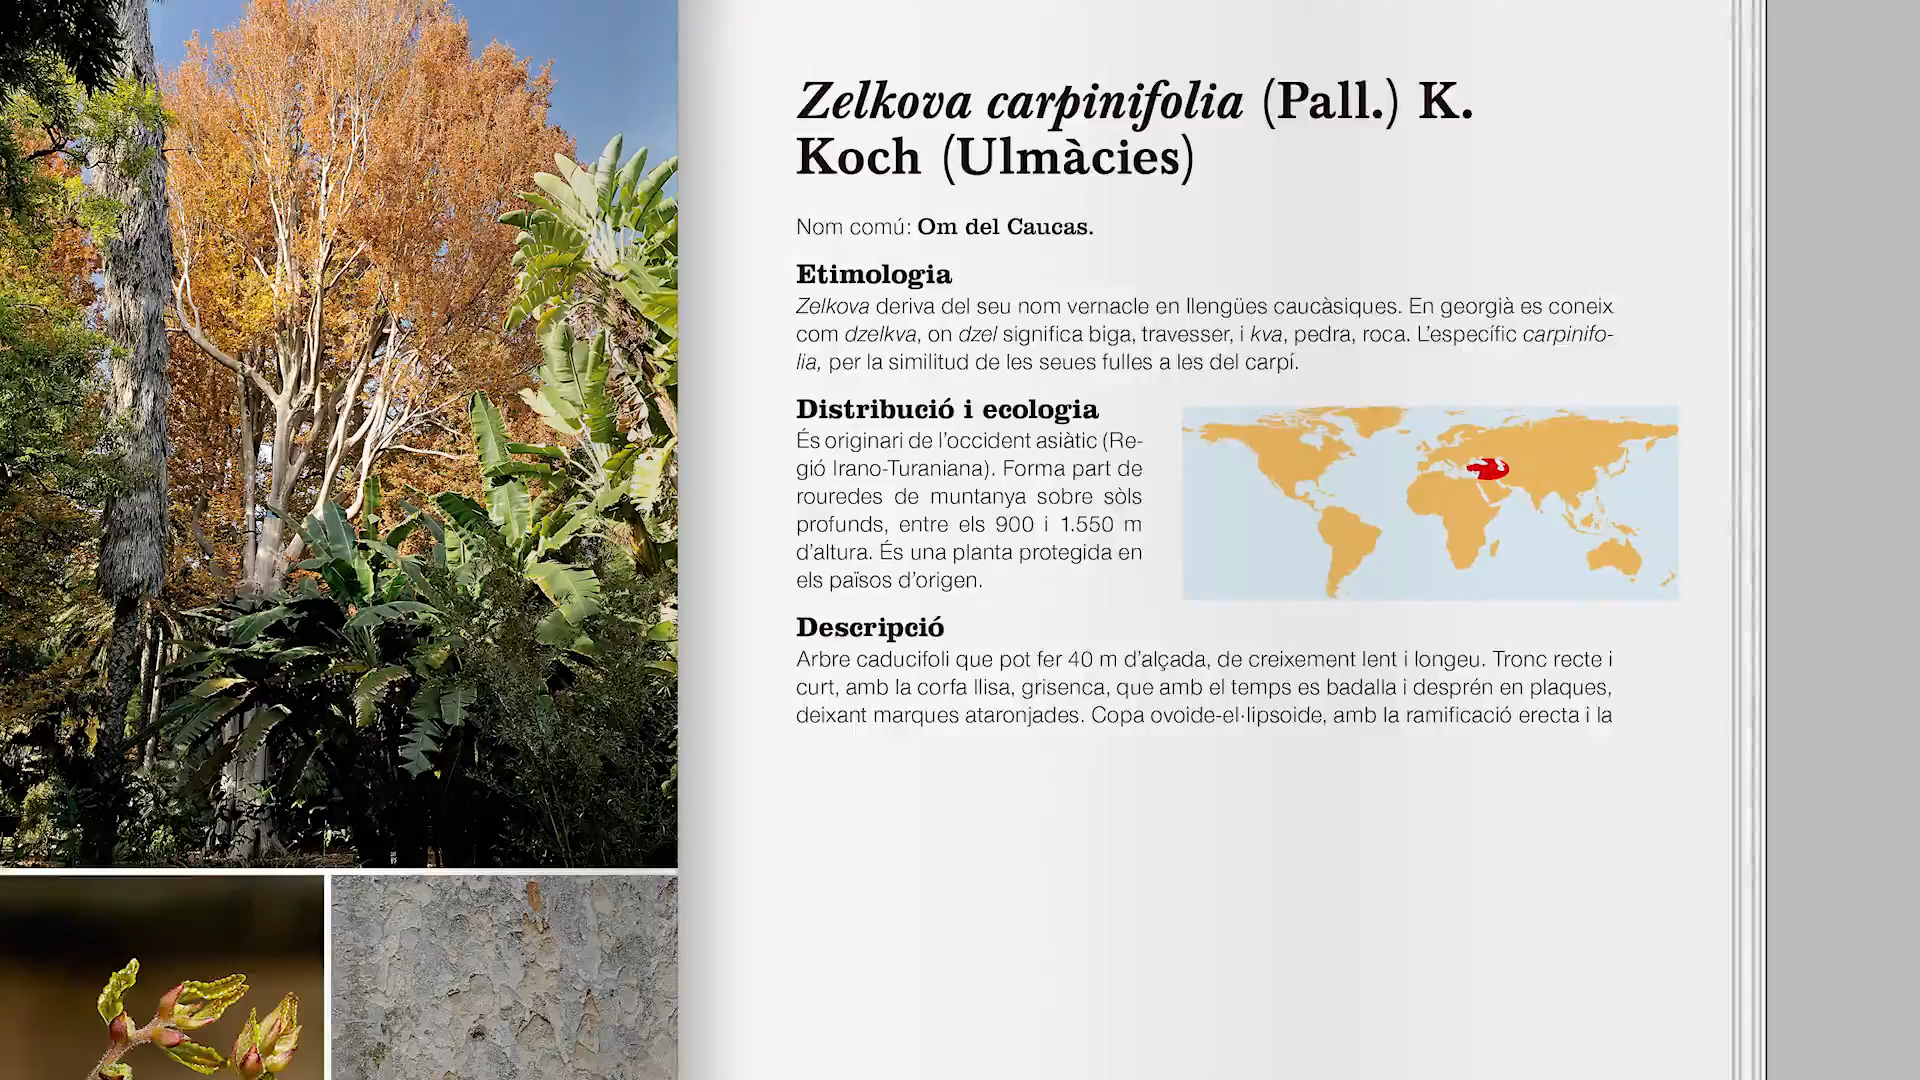 Zelkova carpinifolia (Pall.) K.
Koch (Ulmàcies)
Nom comú: Om del Caucas.
Etimologia
Zelkova deriva del seu nom vernacle en llengües caucàsiques. En georgià es coneix
com dzelkva, on dzel significa biga, travesser, i kva, pedra, roca. L'específic carpinifo-
lia, per la similitud de les seues fulles a les del carpí.
Distribució i ecologia
És originari de l'occident asiàtic (Re-
gió Irano-Turaniana). Forma part de
rouredes de muntanya sobre sòls
profunds, entre els 900 i 1.550 m
d'altura. És una planta protegida en
els països d'origen.
Descripció
Arbre caducifoli que pot fer 40 m d'alçada, de creixement lent i longeu. Tronc recte i
curt, amb la corfa llisa, grisenca, que amb el temps es badalla i desprén en plaques,
deixant marques ataronjades. Copa ovoide-el·lipsoide, amb la ramificació erecta i la